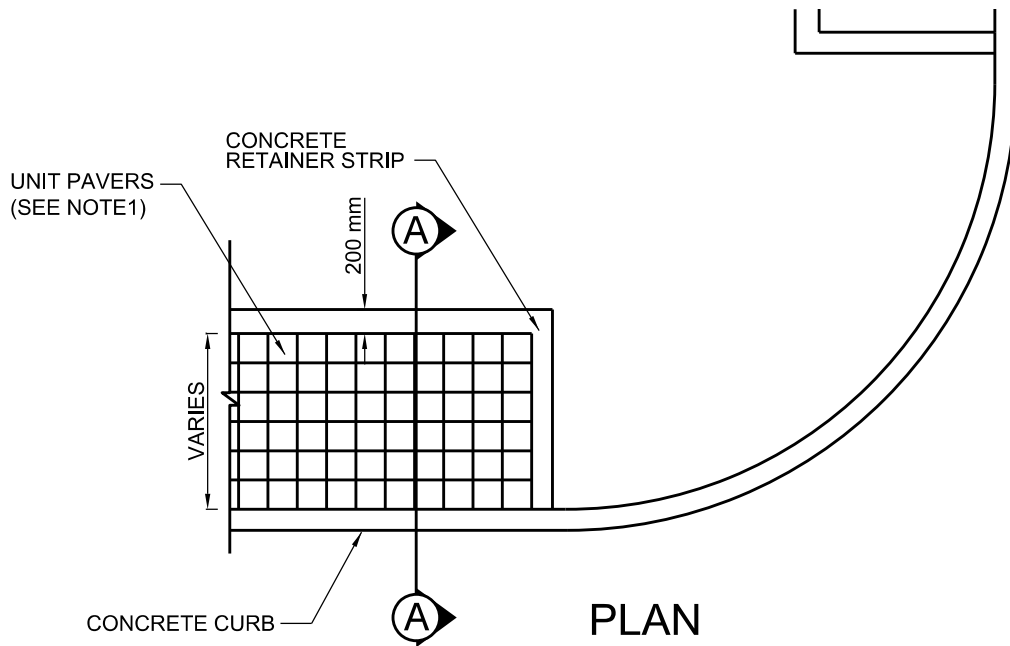 CONCRETE
RETAINER STRIP
UNIT PAVERS
(SEE NOTE1)
200 mm
A
VARIES
CONCRETE CURB
A
PLAN